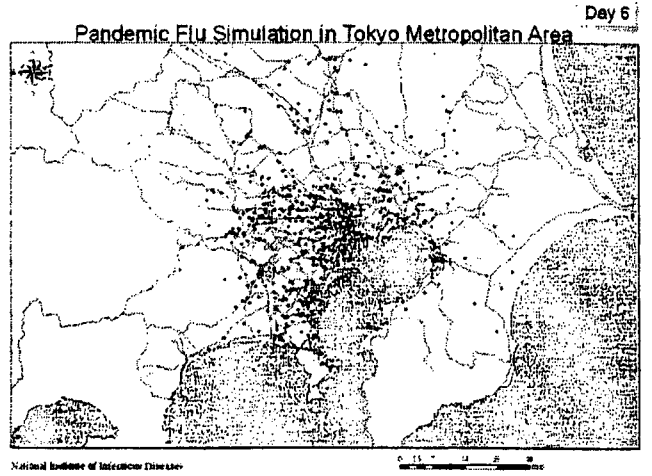 Day 6
Pandemic Flu Simulation in Tokyo Metropolitan Area
National Institute of Infectious Diseases